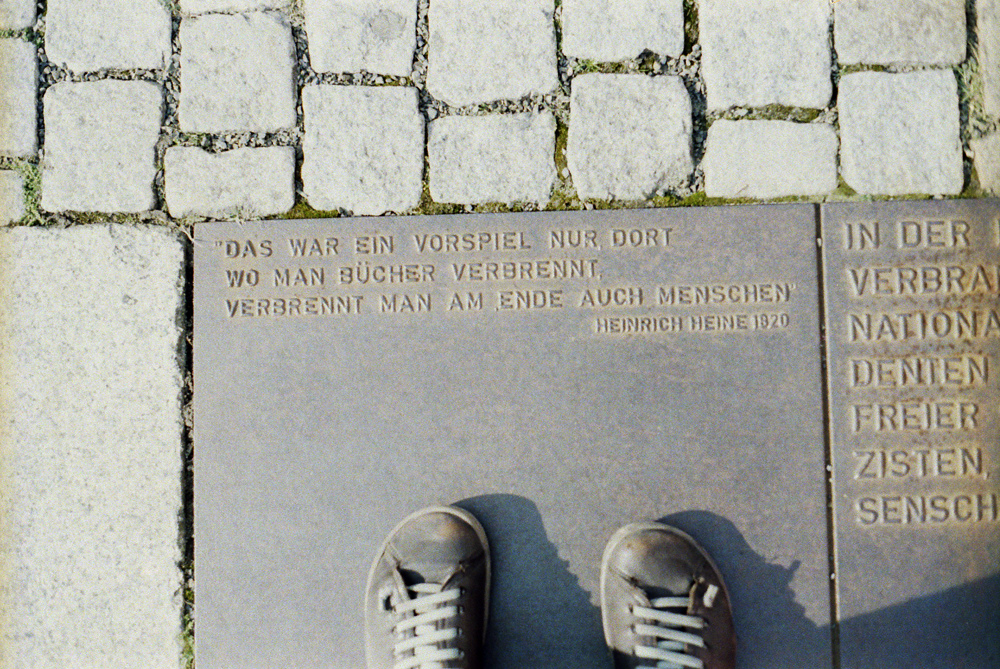 "DAS WAR EIN VORSPIEL NUR, DORT
WO MAN BÜCHER VERBRENNT,
VERBRENNT MAN AM ENDE AUCH MENSCHEN"
HEINRICH HEINE 1820
IN DER
VERBRA
NATIONA
DENTEN
FREIER
ZISTEN,
SENSCH